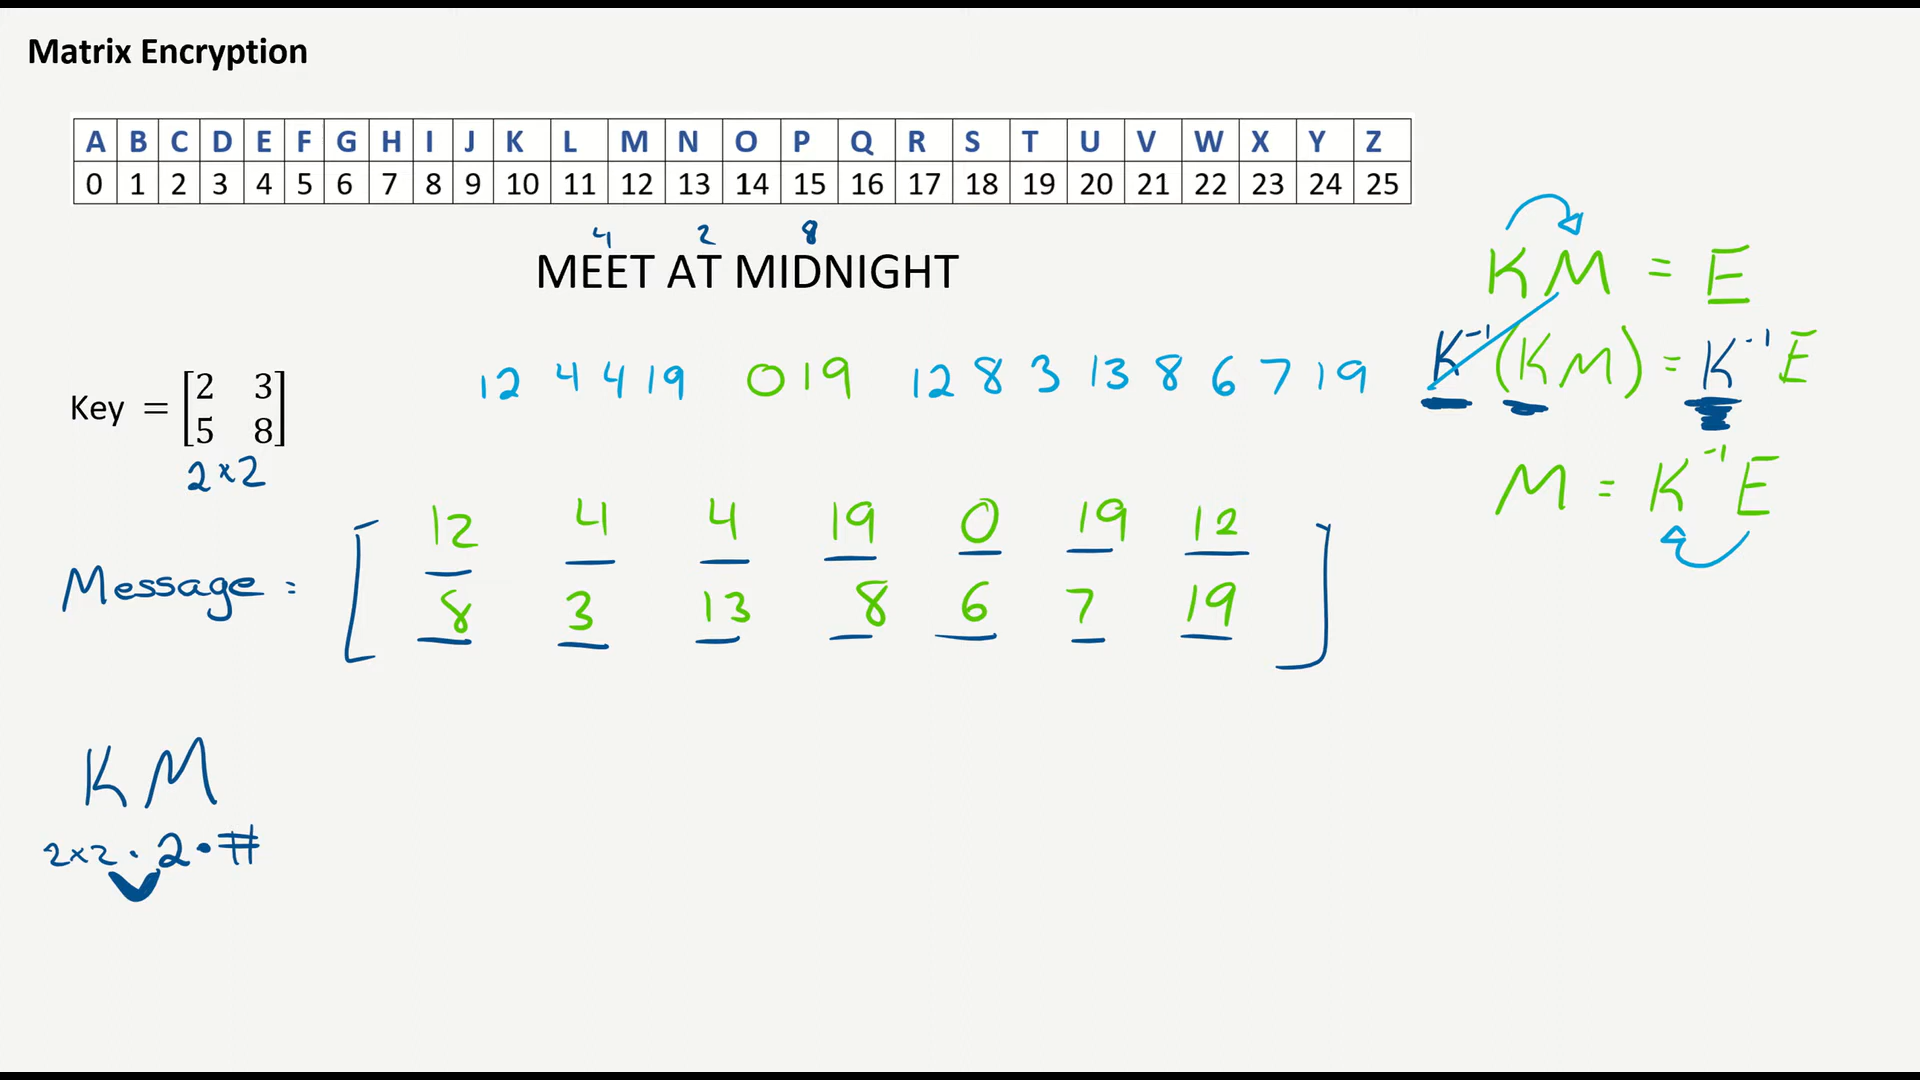 Matrix Encryption
A B C D E F G H I J K L M N O P Q R S T U V W X Y Z
0 1 2 3 4 5 6 7 8 9 10 11 12 13 14 15 16 17 18 19 20 21 22 23 24 25
4 2 8
MEET AT MIDNIGHT
KM = E
K⁻¹(KM) = K⁻¹E
M = K⁻¹E
12 4 4 19 0 19 12 8 3 13 8 6 7 19
Key = [2 3
5 8]
2×2
Message: [12 4 4 19 0 19 12
8 3 13 8 6 7 19]
KM
2×2 · 2 • #